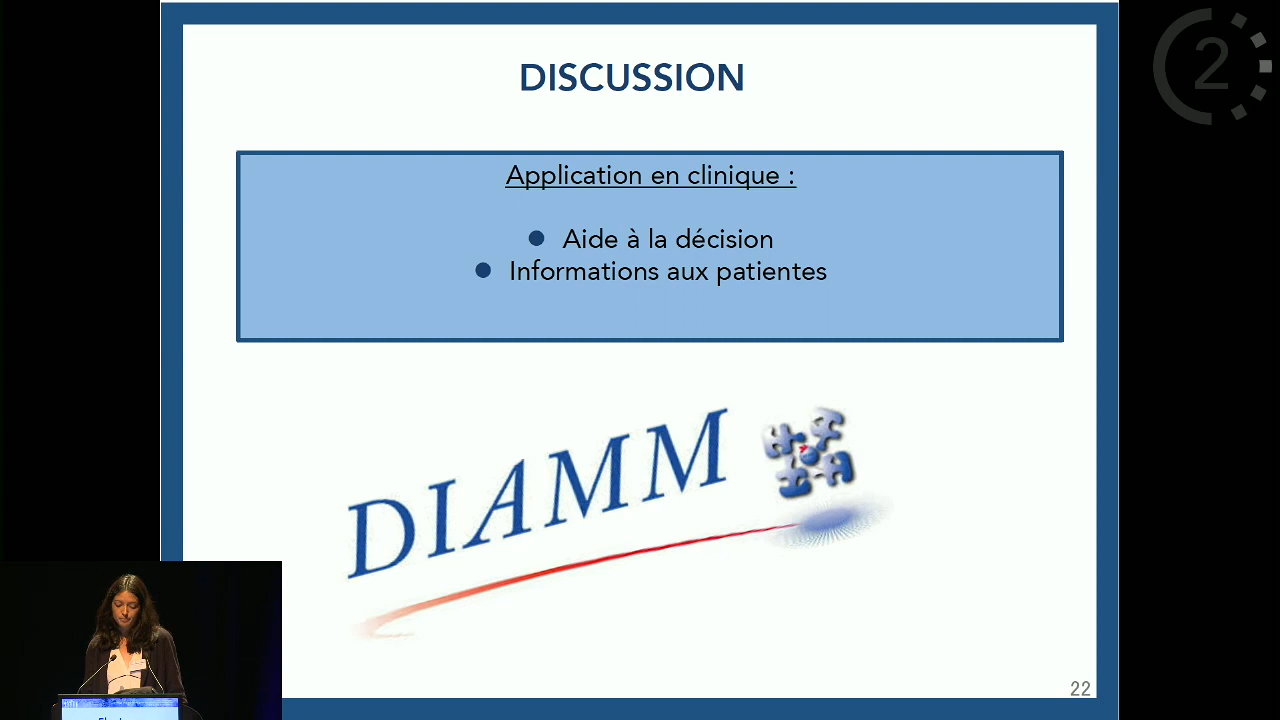 2
DISCUSSION
Application en clinique :
● Aide à la décision
● Informations aux patientes
DIAMM
22